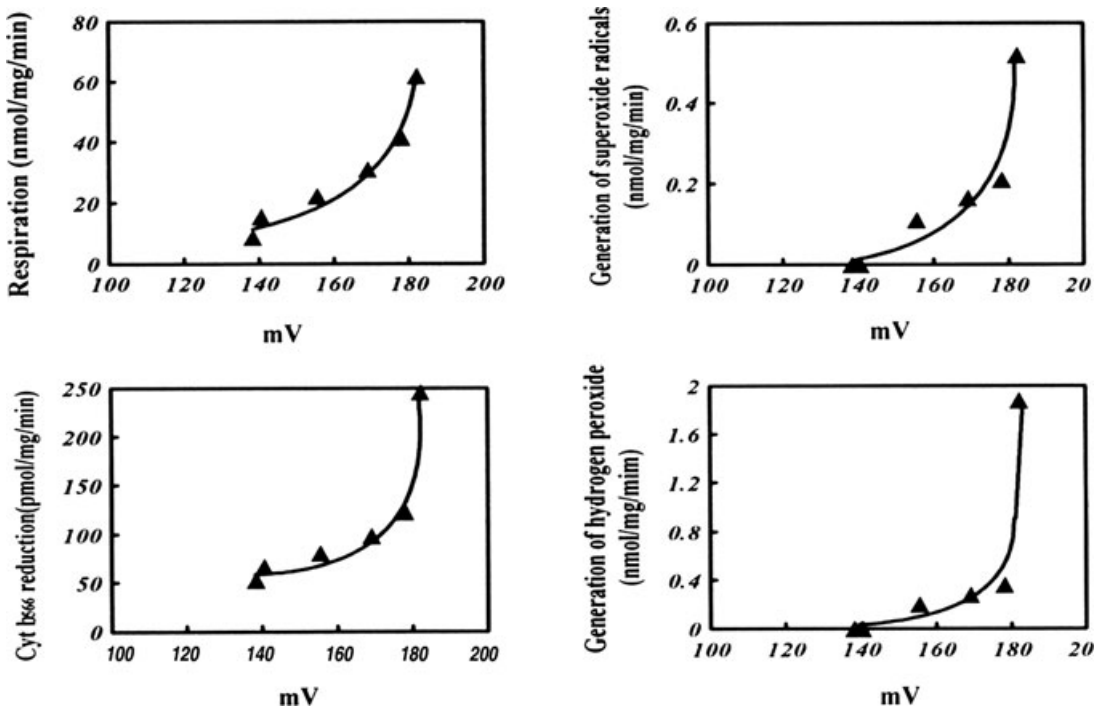 Respiration (nmol/mg/min)
80
60
40
20
0
100 120 140 160 180 200
mV
Generation of superoxide radicals
(nmol/mg/min)
0.6
0.4
0.2
0
100 120 140 160 180 20
mV
Cyt b566 reduction(pmol/mg/min)
250
200
150
100
50
0
100 120 140 160 180 200
mV
Generation of hydrogen peroxide
(nmol/mg/mim)
2
1.6
1.2
0.8
0.4
0
100 120 140 160 180 20
mV